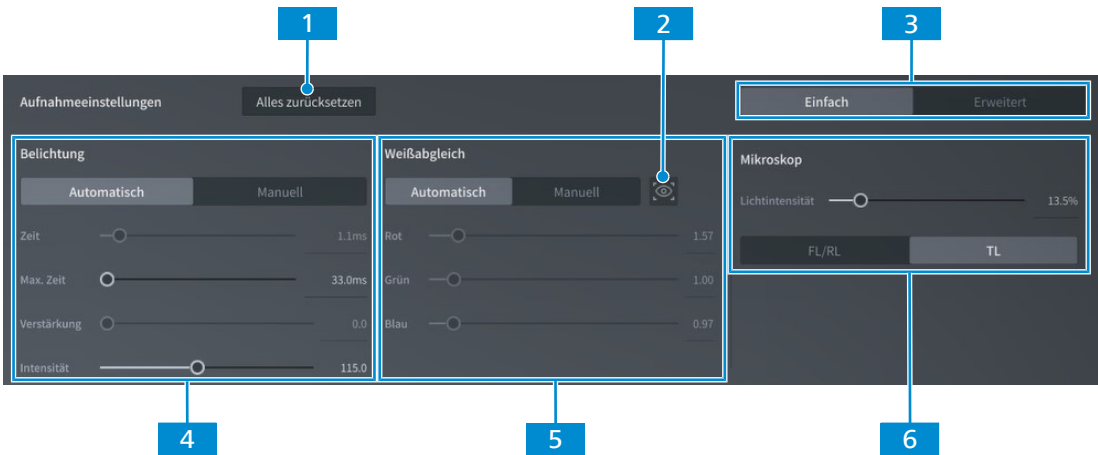 1
2
3
Aufnahmeeinstellungen
Alles zurücksetzen
Einfach
Erweitert
Belichtung
Automatisch
Manuell
Zeit
1.1ms
Max. Zeit
33.0ms
Verstärkung
0.0
Intensität
115.0
Weißabgleich
Automatisch
Manuell
Rot
1.57
Grün
1.00
Blau
0.97
Mikroskop
Lichtintensität
13.5%
FL/RL
TL
4
5
6